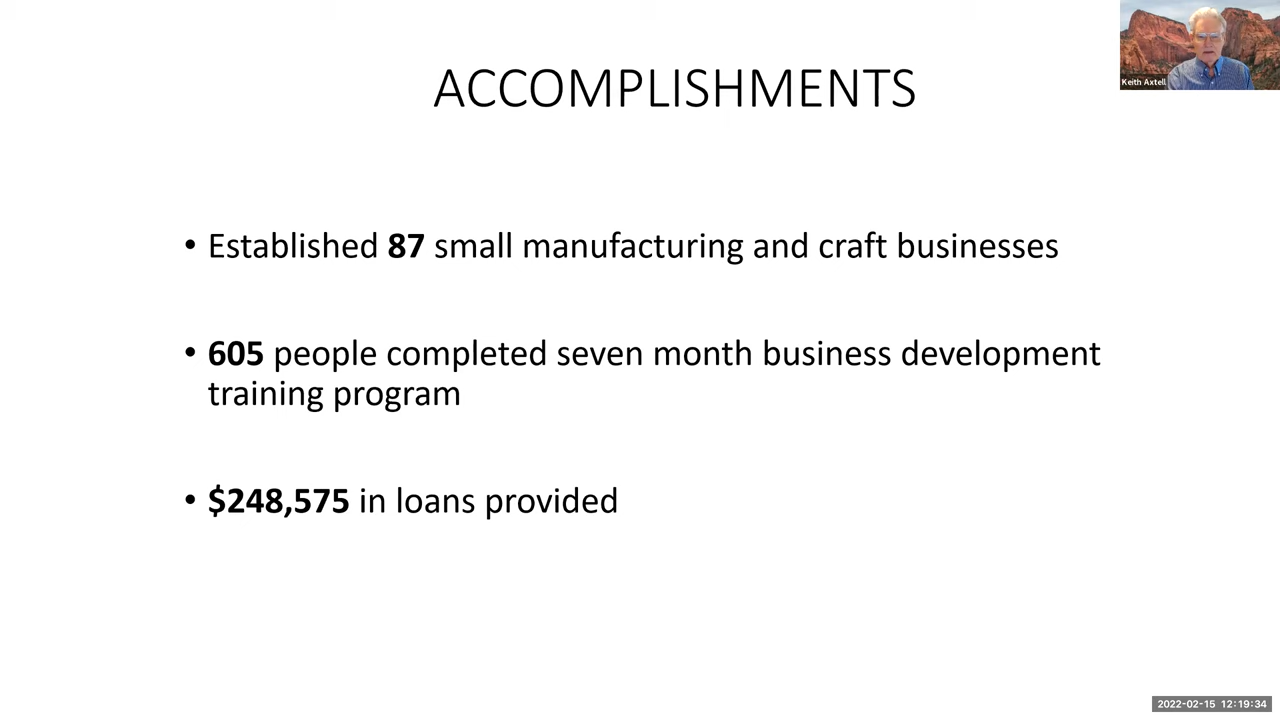 Keith Axtell
ACCOMPLISHMENTS
• Established 87 small manufacturing and craft businesses
• 605 people completed seven month business development
training program
• $248,575 in loans provided
2022-02-15 12:19:34